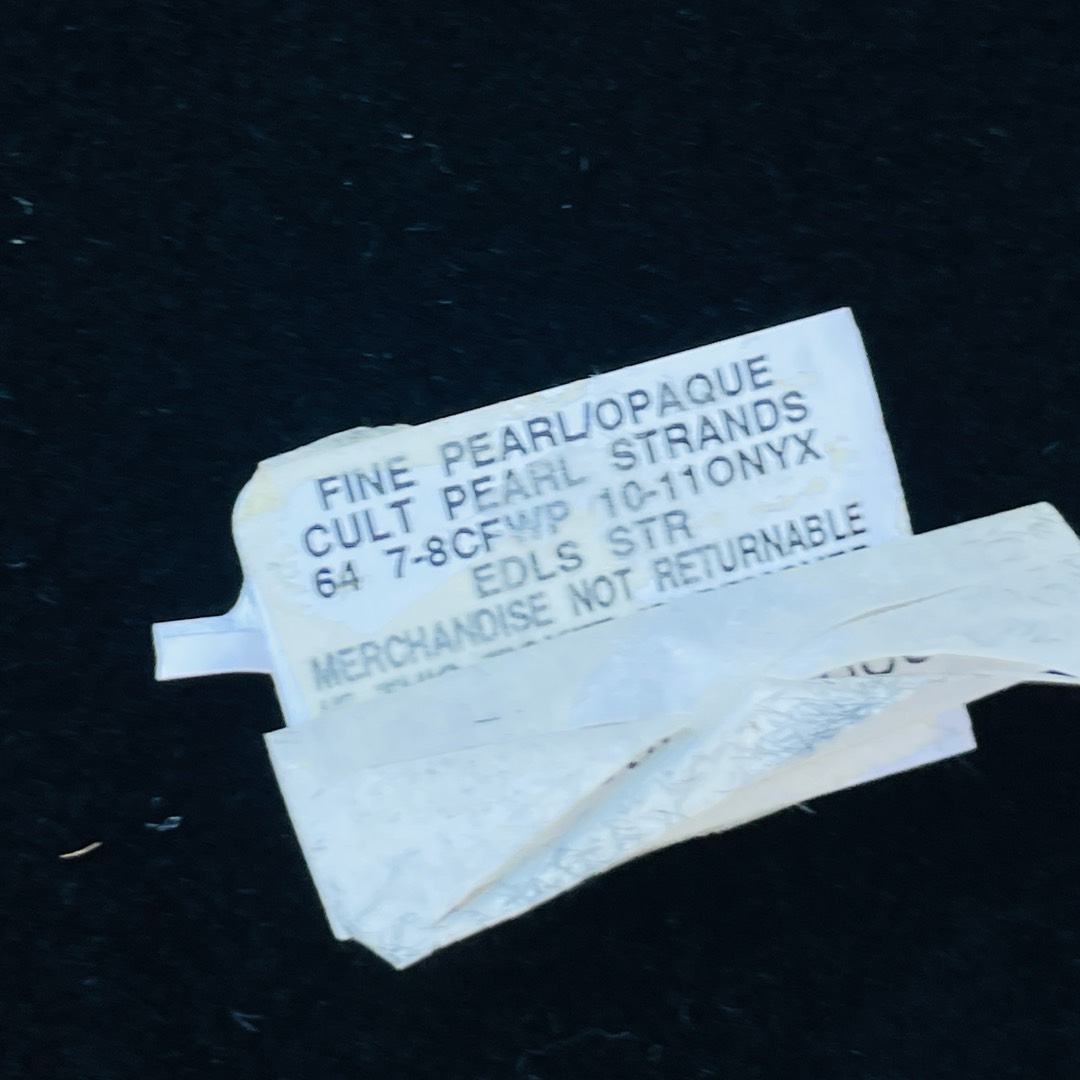 FINE PEARL/OPAQUE
CULT PEARL STRANDS
64 7-8CFWP 10-11ONYX
EDLS STR
MERCHANDISE NOT RETURNABLE